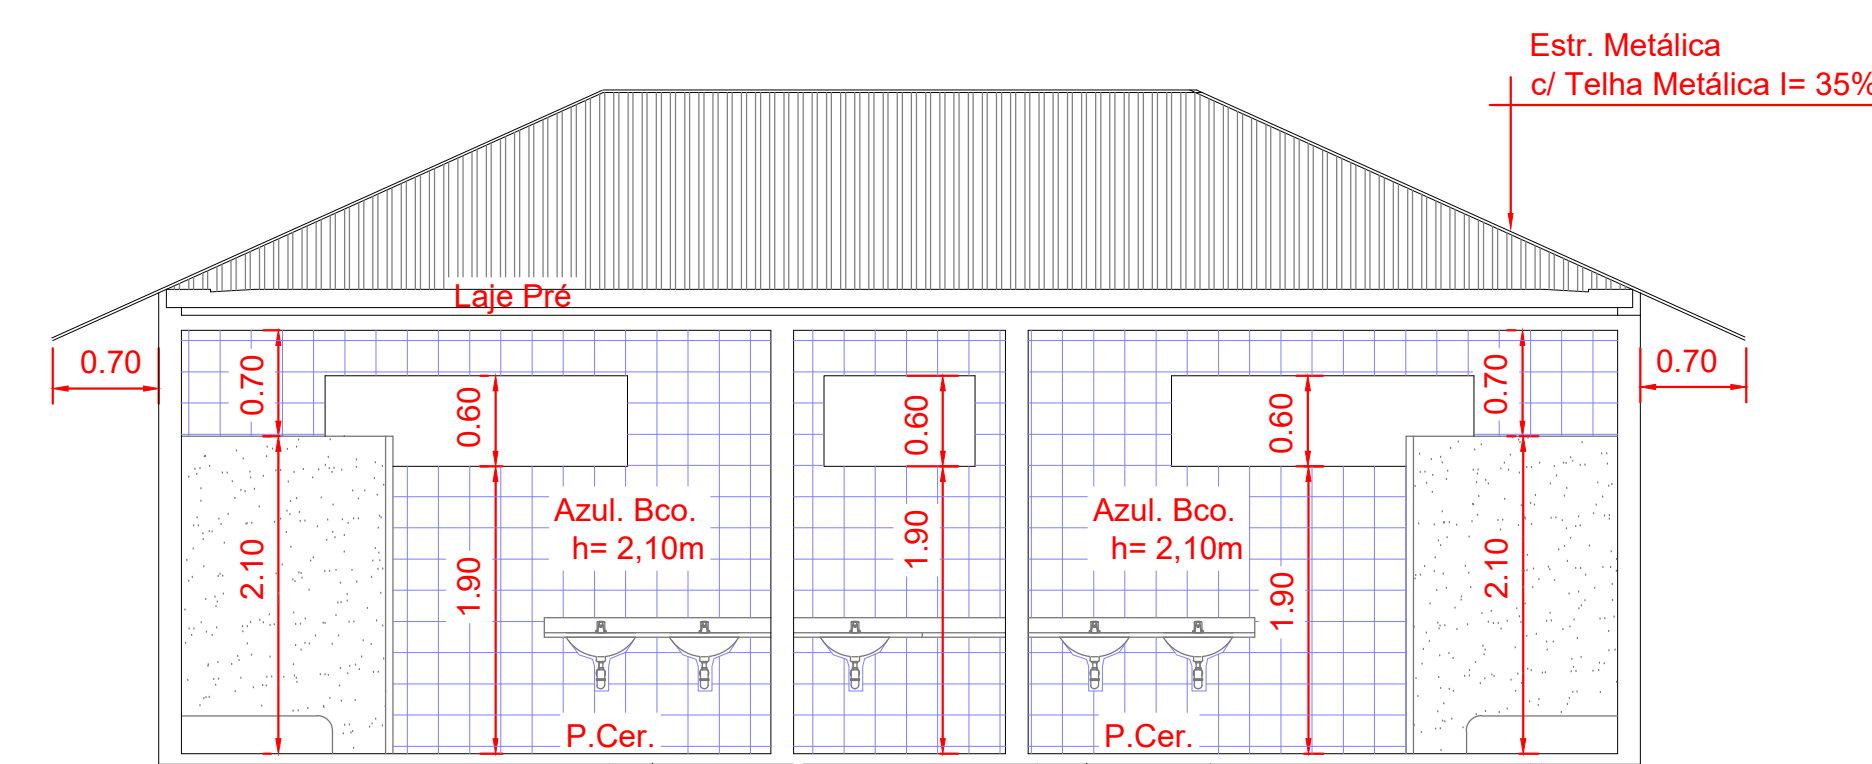 Estr. Metálica
c/ Telha Metálica I= 35%
Laje Pré
0.70
0.70
0.60
0.60
0.60
0.70
0.70
Azul. Bco.
h= 2,10m
Azul. Bco.
h= 2,10m
2.10
1.90
1.90
1.90
2.10
P.Cer.
P.Cer.